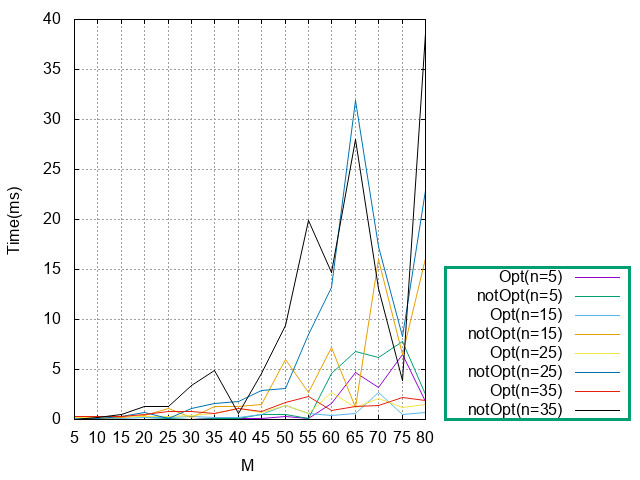 40
35
30
25
20
15
10
5
0
Time(ms)
5 10 15 20 25 30 35 40 45 50 55 60 65 70 75 80
M
Opt(n=5)
notOpt(n=5)
Opt(n=15)
notOpt(n=15)
Opt(n=25)
notOpt(n=25)
Opt(n=35)
notOpt(n=35)